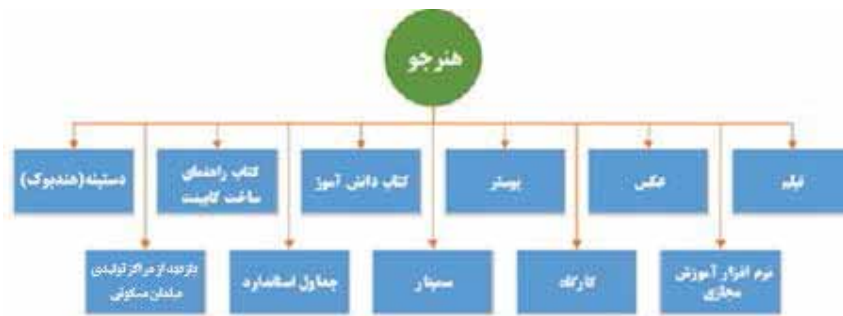 هنرجو
فیلم
عکس
پوستر
کتاب دانش آموز
کتاب راهنمای
ساخت کابینت
دستینه(هندبوک)
نرم افزار آموزش
مجازی
کارگاه
سمینار
جداول استاندارد
بازدید از مراکز تولیدی
مبلمان مسکونی